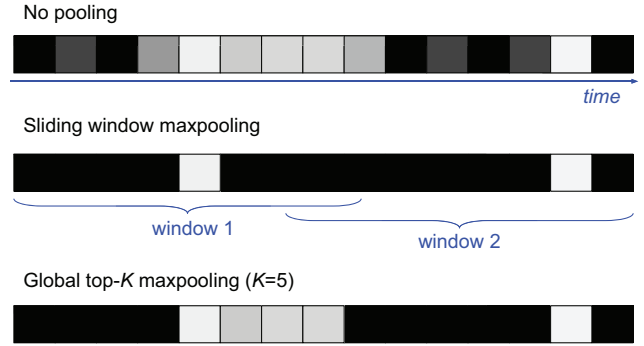 No pooling
time
Sliding window maxpooling
window 1
window 2
Global top-K maxpooling (K=5)